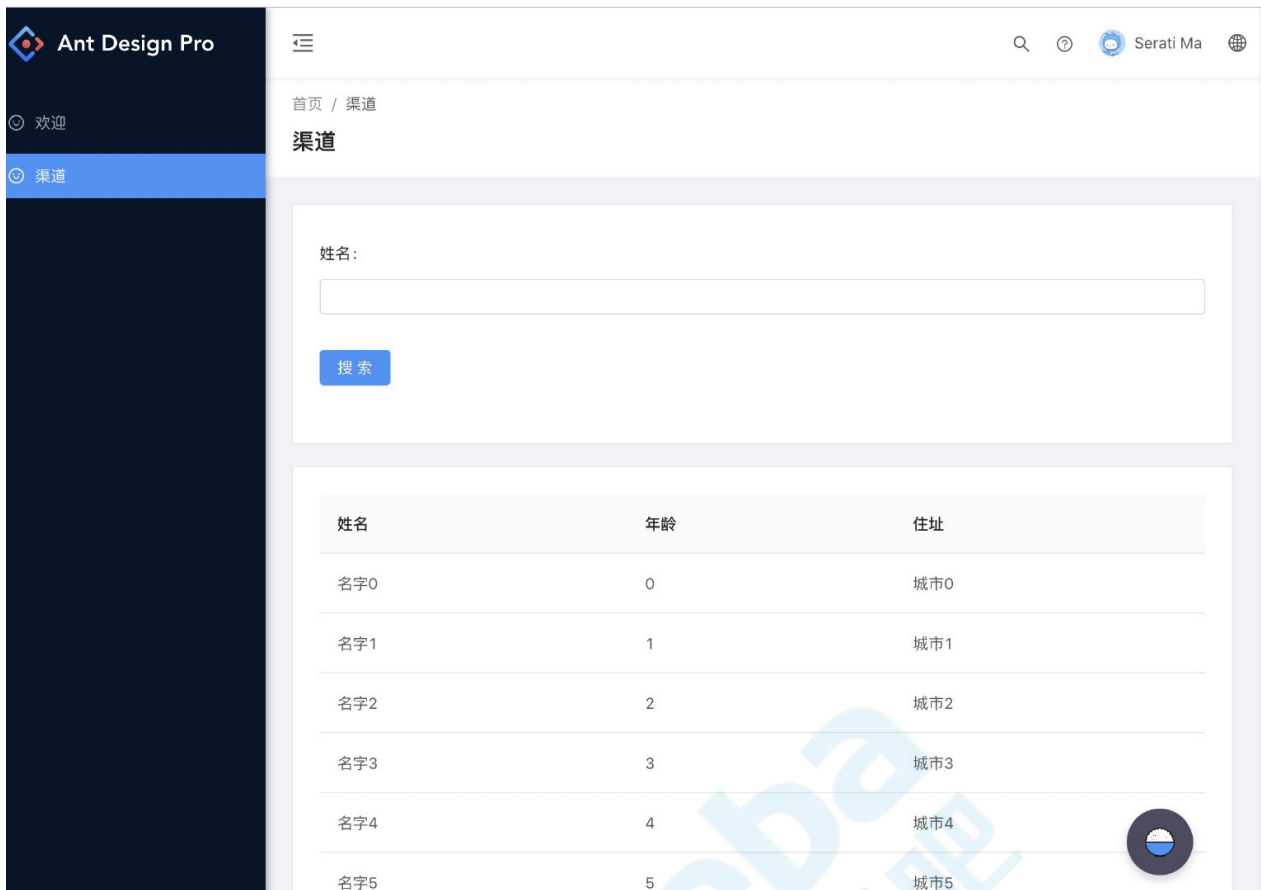 Ant Design Pro
Serati Ma
首页 / 渠道
渠道
欢迎
渠道
姓名:
搜 索
姓名 年龄 住址
名字0 0 城市0
名字1 1 城市1
名字2 2 城市2
名字3 3 城市3
名字4 4 城市4
名字5 5 城市5